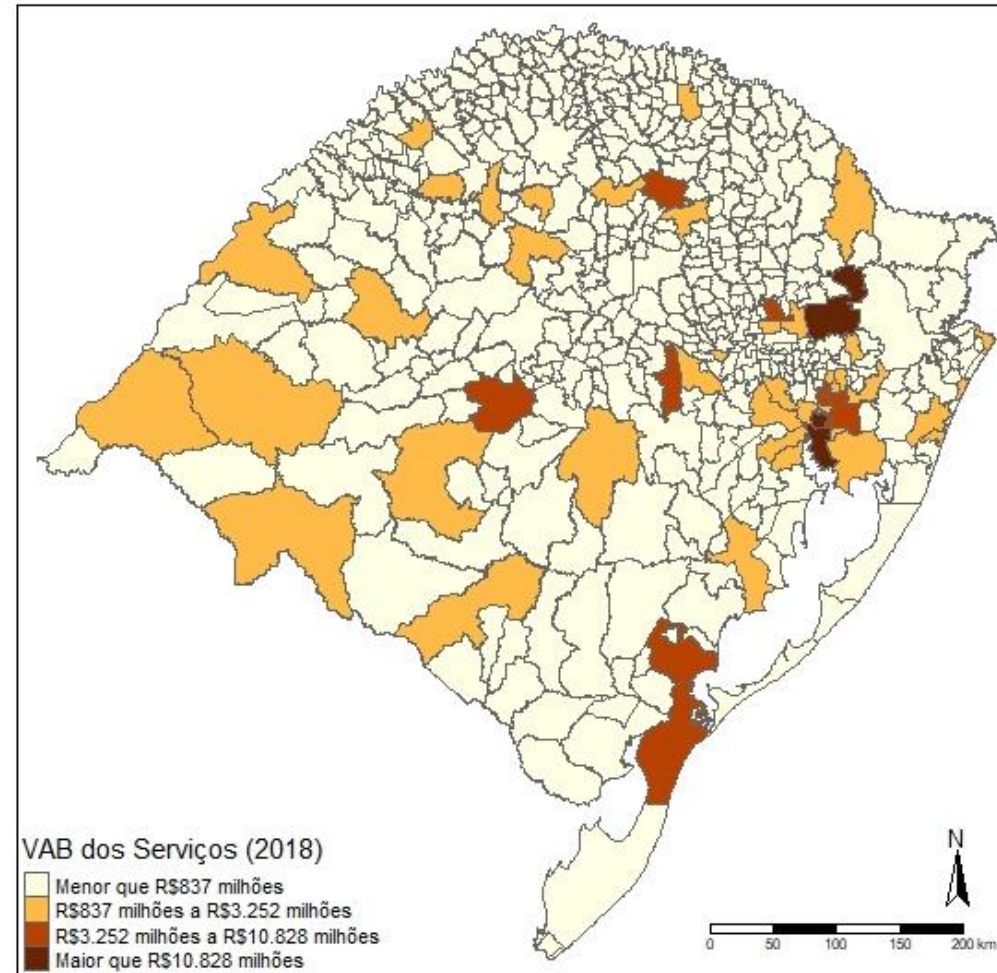 VAB dos Serviços (2018)
Menor que R$837 milhões
R$837 milhões a R$3.252 milhões
R$3.252 milhões a R$10.828 milhões
Maior que R$10.828 milhões
N
0 50 100 150 200 km